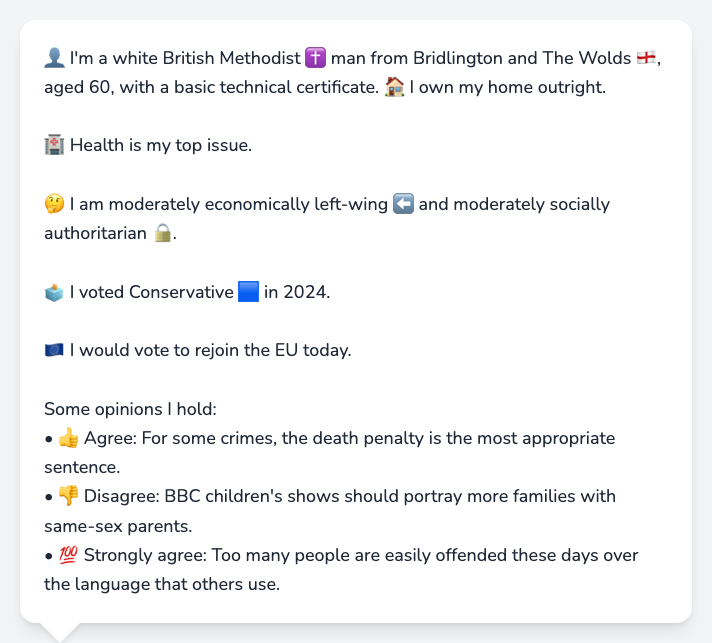 👤 I'm a white British Methodist ✝️ man from Bridlington and The Wolds 🏴󠁧󠁢󠁥󠁮󠁧󠁿,
aged 60, with a basic technical certificate. 🏠 I own my home outright.
🏥 Health is my top issue.
🤔 I am moderately economically left-wing ⬅️ and moderately socially
authoritarian 🔒.
🗳️ I voted Conservative 🟦 in 2024.
🇪🇺 I would vote to rejoin the EU today.
Some opinions I hold:
• 👍 Agree: For some crimes, the death penalty is the most appropriate
sentence.
• 👎 Disagree: BBC children's shows should portray more families with
same-sex parents.
• 💯 Strongly agree: Too many people are easily offended these days over
the language that others use.